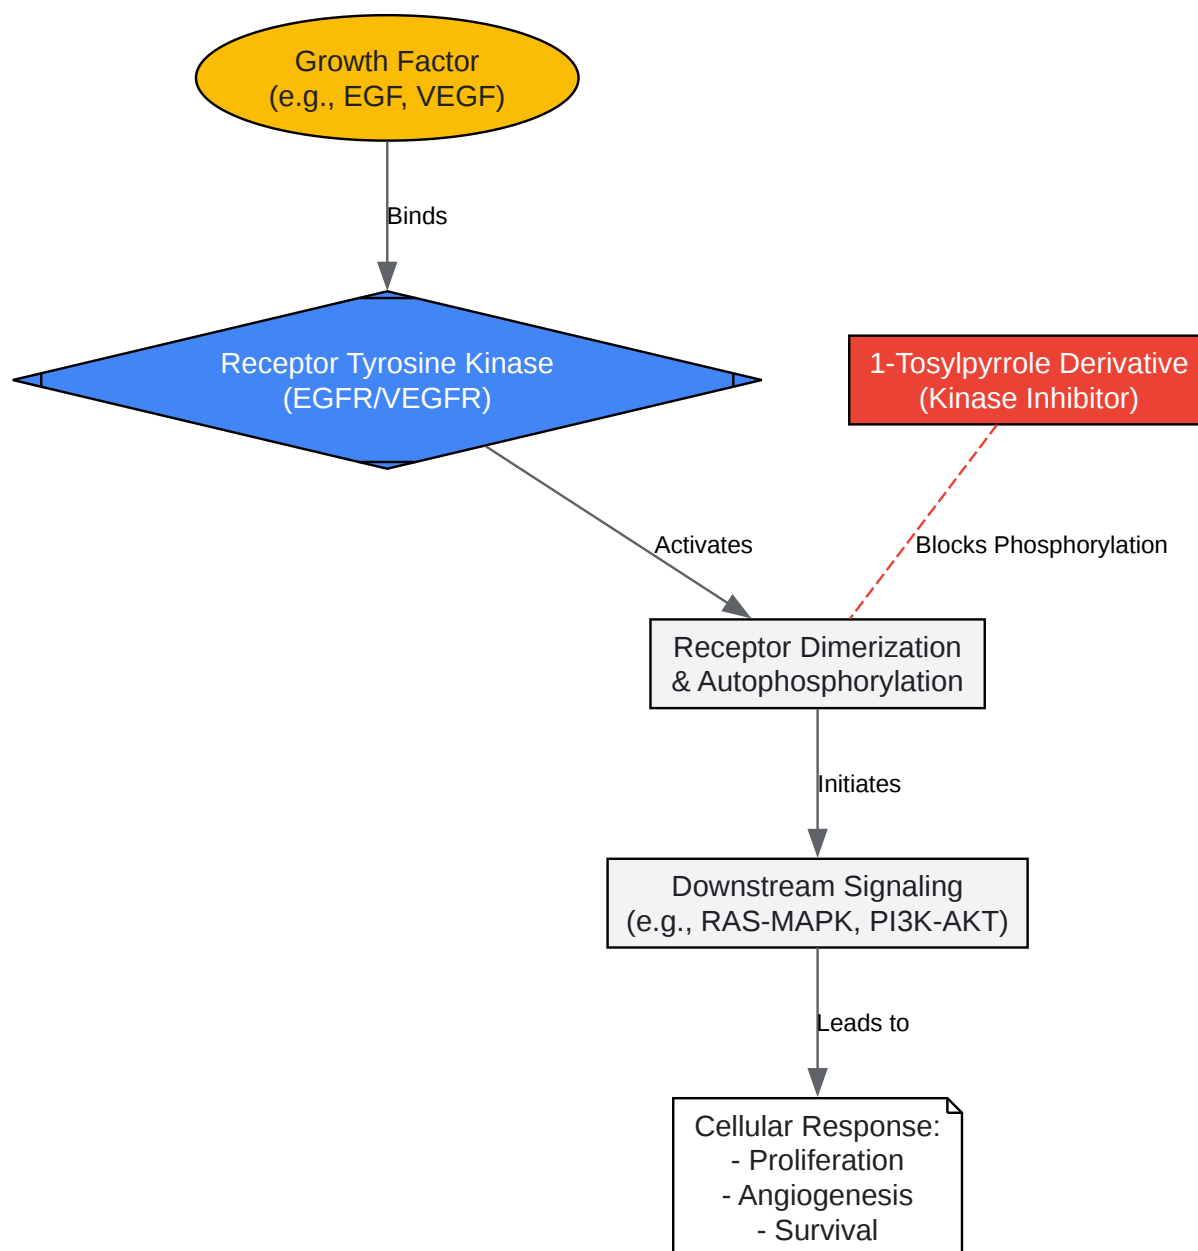 Growth Factor
(e.g., EGF, VEGF)
Binds
Receptor Tyrosine Kinase
(EGFR/VEGFR)
1-Tosylpyrrole Derivative
(Kinase Inhibitor)
Activates
Blocks Phosphorylation
Receptor Dimerization
& Autophosphorylation
Initiates
Downstream Signaling
(e.g., RAS-MAPK, PI3K-AKT)
Leads to
Cellular Response:
- Proliferation
- Angiogenesis
- Survival